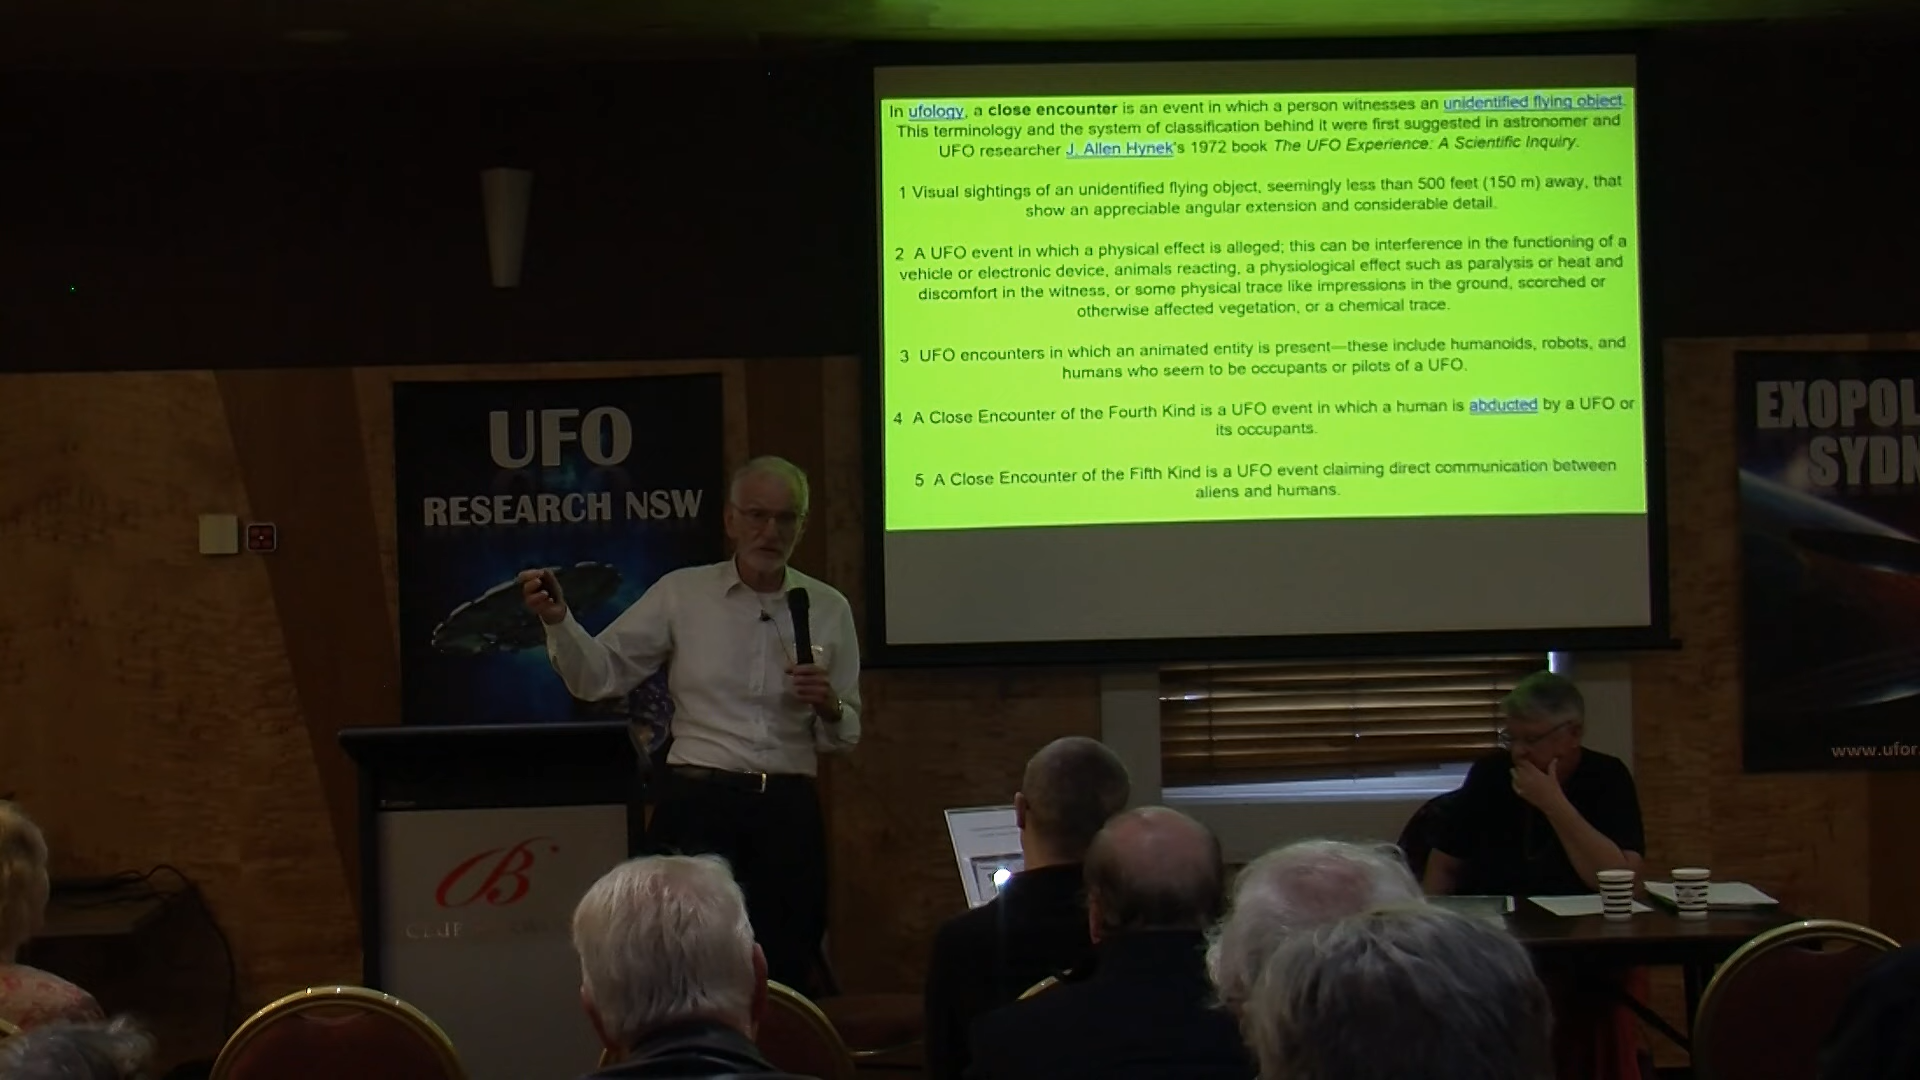 In ufology, a close encounter is an event in which a person witnesses an unidentified flying object.
This terminology and the system of classification behind it were first suggested in astronomer and
UFO researcher J. Allen Hynek's 1972 book The UFO Experience: A Scientific Inquiry.
1 Visual sightings of an unidentified flying object, seemingly less than 500 feet (150 m) away, that
show an appreciable angular extension and considerable detail.
2 A UFO event in which a physical effect is alleged; this can be interference in the functioning of a
vehicle or electronic device, animals reacting, a physiological effect such as paralysis or heat and
discomfort in the witness, or some physical trace like impressions in the ground, scorched or
otherwise affected vegetation, or a chemical trace.
3 UFO encounters in which an animated entity is present—these include humanoids, robots, and
humans who seem to be occupants or pilots of a UFO.
4 A Close Encounter of the Fourth Kind is a UFO event in which a human is abducted by a UFO or
its occupants.
5 A Close Encounter of the Fifth Kind is a UFO event claiming direct communication between
aliens and humans.
UFO
RESEARCH NSW
EXOPOL
SYDN
www.ufor
B
CLUB